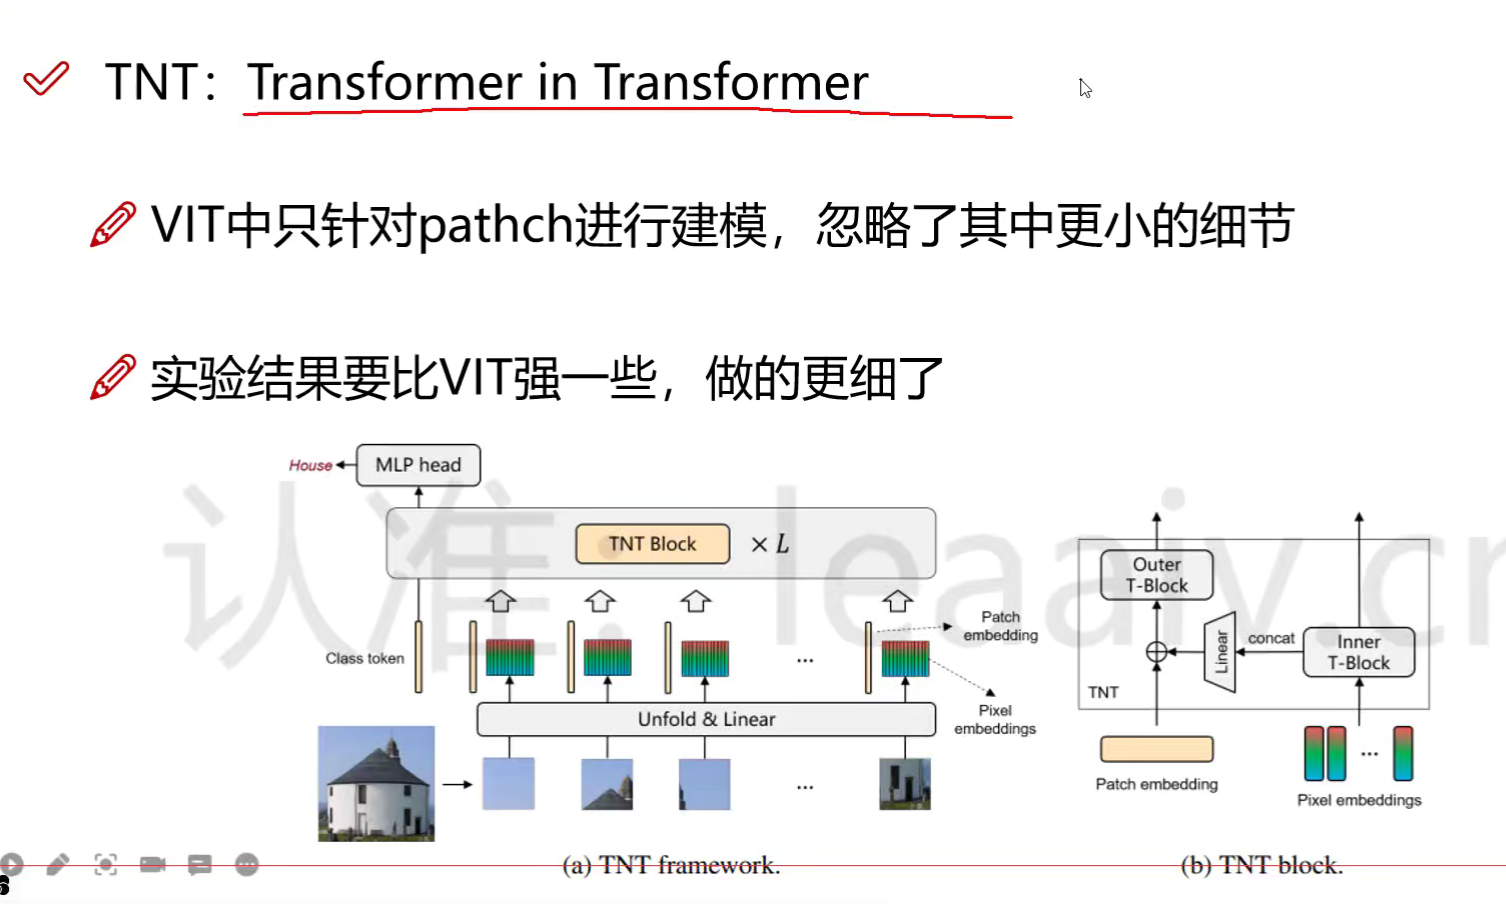 TNT：Transformer in Transformer
VIT中只针对pathch进行建模，忽略了其中更小的细节
实验结果要比VIT强一些，做的更细了
House
MLP head
TNT Block
× L
Class token
...
Patch embedding
Pixel embeddings
Unfold & Linear
...
(a) TNT framework.
Outer T-Block
Linear
concat
Inner T-Block
TNT
Patch embedding
...
Pixel embeddings
(b) TNT block.
认准：leaaiv.cn